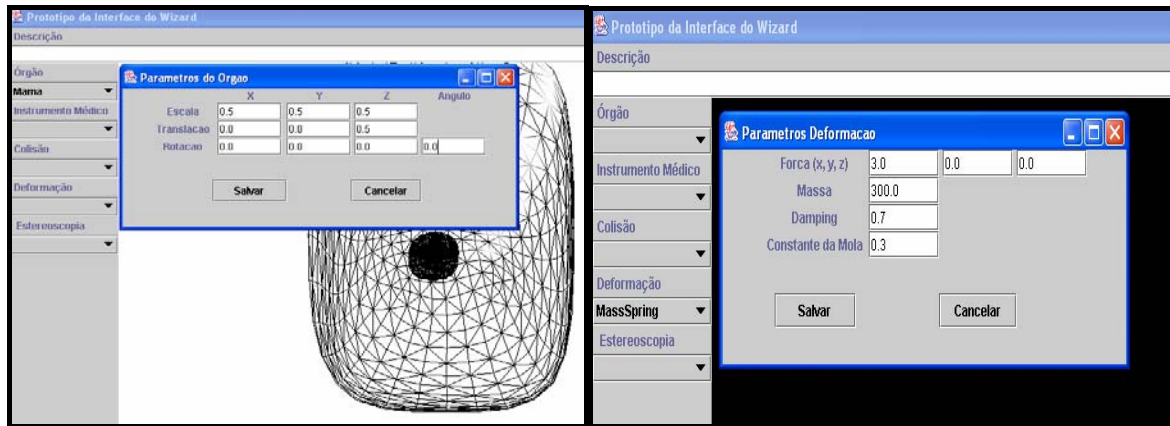 Prototipo da Interface do Wizard
Descrição
Órgão
Mama
Instrumento Médico
Colisão
Deformação
Estereoscopia
Parametros do Orgao
X Y Z Angulo
Escala 0.5 0.5 0.5
Translacao 0.0 0.0 0.5
Rotacao 0.0 0.0 0.0 0.0
Salvar Cancelar
Prototipo da Interface do Wizard
Descrição
Órgão
Instrumento Médico
Colisão
Deformação
MassSpring
Estereoscopia
Parametros Deformacao
Forca (x, y, z) 3.0 0.0 0.0
Massa 300.0
Damping 0.7
Constante da Mola 0.3
Salvar Cancelar